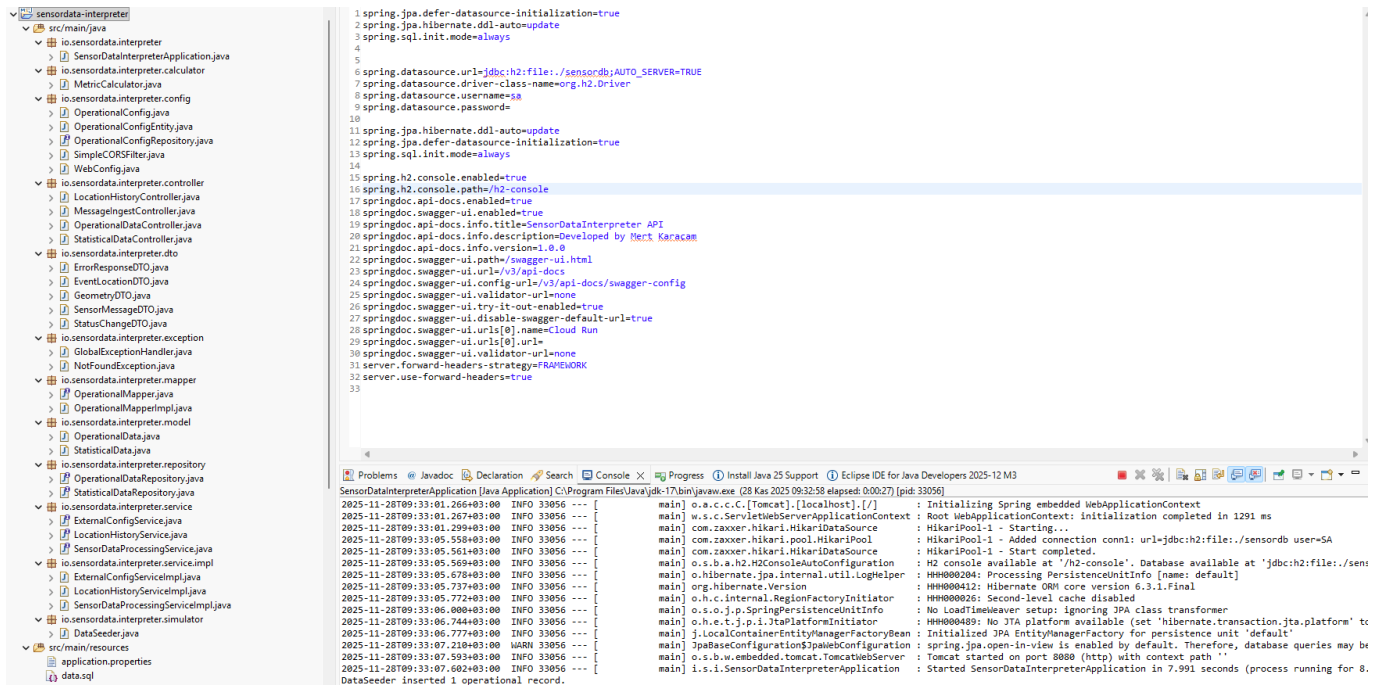 sensordata-interpreter
src/main/java
io.sensordata.interpreter
SensorDataInterpreterApplication.java
io.sensordata.interpreter.calculator
MetricCalculator.java
io.sensordata.interpreter.config
OperationalConfig.java
OperationalConfigEntity.java
OperationalConfigRepository.java
SimpleCORSFilter.java
WebConfig.java
io.sensordata.interpreter.controller
LocationHistoryController.java
MessageIngestController.java
OperationalDataController.java
StatisticalDataController.java
io.sensordata.interpreter.dto
ErrorResponseDTO.java
EventLocationDTO.java
GeometryDTO.java
SensorMessageDTO.java
StatusChangeDTO.java
io.sensordata.interpreter.exception
GlobalExceptionHandler.java
NotFoundException.java
io.sensordata.interpreter.mapper
OperationalMapper.java
OperationalMapperImpl.java
io.sensordata.interpreter.model
OperationalData.java
StatisticalData.java
io.sensordata.interpreter.repository
OperationalDataRepository.java
StatisticalDataRepository.java
io.sensordata.interpreter.service
ExternalConfigService.java
LocationHistoryService.java
SensorDataProcessingService.java
io.sensordata.interpreter.service.impl
ExternalConfigServiceImpl.java
LocationHistoryServiceImpl.java
SensorDataProcessingServiceImpl.java
io.sensordata.interpreter.simulator
DataSeeder.java
src/main/resources
application.properties
data.sql
1 spring.jpa.defer-datasource-initialization=true
2 spring.jpa.hibernate.ddl-auto=update
3 spring.sql.init.mode=always
4
5
6 spring.datasource.url=jdbc:h2:file:./sensordb;AUTO_SERVER=TRUE
7 spring.datasource.driver-class-name=org.h2.Driver
8 spring.datasource.username=sa
9 spring.datasource.password=
10
11 spring.jpa.hibernate.ddl-auto=update
12 spring.jpa.defer-datasource-initialization=true
13 spring.sql.init.mode=always
14
15 spring.h2.console.enabled=true
16 spring.h2.console.path=/h2-console
17 springdoc.api-docs.enabled=true
18 springdoc.swagger-ui.enabled=true
19 springdoc.api-docs.info.title=SensorDataInterpreter API
20 springdoc.api-docs.info.description=Developed by Mert Karaçam
21 springdoc.api-docs.info.version=1.0.0
22 springdoc.swagger-ui.path=/swagger-ui.html
23 springdoc.swagger-ui.url=/v3/api-docs
24 springdoc.swagger-ui.config-url=/v3/api-docs/swagger-config
25 springdoc.swagger-ui.validator-url=none
26 springdoc.swagger-ui.try-it-out-enabled=true
27 springdoc.swagger-ui.disable-swagger-default-url=true
28 springdoc.swagger-ui.urls[0].name=Cloud Run
29 springdoc.swagger-ui.urls[0].url=
30 springdoc.swagger-ui.validator-url=none
31 server.forward-headers-strategy=FRAMEWORK
32 server.use-forward-headers=true
33
Problems @ Javadoc Declaration Search Console Progress Install Java 25 Support Eclipse IDE for Java Developers 2025-12 M3
SensorDataInterpreterApplication [Java Application] C:\Program Files\Java\jdk-17\bin\javaw.exe (28 Kas 2025 09:32:58 elapsed: 0:00:27) [pid: 33056]
2025-11-28T09:33:01.266+03:00 INFO 33056 --- [ main] o.a.c.c.C.[Tomcat].[localhost].[/] : Initializing Spring embedded WebApplicationContext
2025-11-28T09:33:01.267+03:00 INFO 33056 --- [ main] w.s.c.ServletWebServerApplicationContext : Root WebApplicationContext: initialization completed in 1291 ms
2025-11-28T09:33:01.299+03:00 INFO 33056 --- [ main] com.zaxxer.hikari.HikariDataSource : HikariPool-1 - Starting...
2025-11-28T09:33:05.558+03:00 INFO 33056 --- [ main] com.zaxxer.hikari.pool.HikariPool : HikariPool-1 - Added connection conn1: url=jdbc:h2:file:./sensordb user=SA
2025-11-28T09:33:05.561+03:00 INFO 33056 --- [ main] com.zaxxer.hikari.HikariDataSource : HikariPool-1 - Start completed.
2025-11-28T09:33:05.569+03:00 INFO 33056 --- [ main] o.s.b.a.h2.H2ConsoleAutoConfiguration : H2 console available at '/h2-console'. Database available at 'jdbc:h2:file:./sens
2025-11-28T09:33:05.678+03:00 INFO 33056 --- [ main] o.hibernate.jpa.internal.util.LogHelper : HHH000204: Processing PersistenceUnitInfo [name: default]
2025-11-28T09:33:05.737+03:00 INFO 33056 --- [ main] org.hibernate.Version : HHH000412: Hibernate ORM core version 6.3.1.Final
2025-11-28T09:33:05.772+03:00 INFO 33056 --- [ main] o.h.c.internal.RegionFactoryInitiator : HHH000026: Second-level cache disabled
2025-11-28T09:33:06.000+03:00 INFO 33056 --- [ main] o.s.o.j.p.SpringPersistenceUnitInfo : No LoadTimeWeaver setup: ignoring JPA class transformer
2025-11-28T09:33:06.744+03:00 INFO 33056 --- [ main] o.h.e.t.j.p.i.JtaPlatformInitiator : HHH000489: No JTA platform available (set 'hibernate.transaction.jta.platform' to
2025-11-28T09:33:06.777+03:00 INFO 33056 --- [ main] j.LocalContainerEntityManagerFactoryBean : Initialized JPA EntityManagerFactory for persistence unit 'default'
2025-11-28T09:33:07.210+03:00 WARN 33056 --- [ main] JpaBaseConfiguration$JpaWebConfiguration : spring.jpa.open-in-view is enabled by default. Therefore, database queries may be
2025-11-28T09:33:07.593+03:00 INFO 33056 --- [ main] o.s.b.w.embedded.tomcat.TomcatWebServer : Tomcat started on port 8080 (http) with context path ''
2025-11-28T09:33:07.602+03:00 INFO 33056 --- [ main] i.s.i.SensorDataInterpreterApplication : Started SensorDataInterpreterApplication in 7.991 seconds (process running for 8.
DataSeeder inserted 1 operational record.